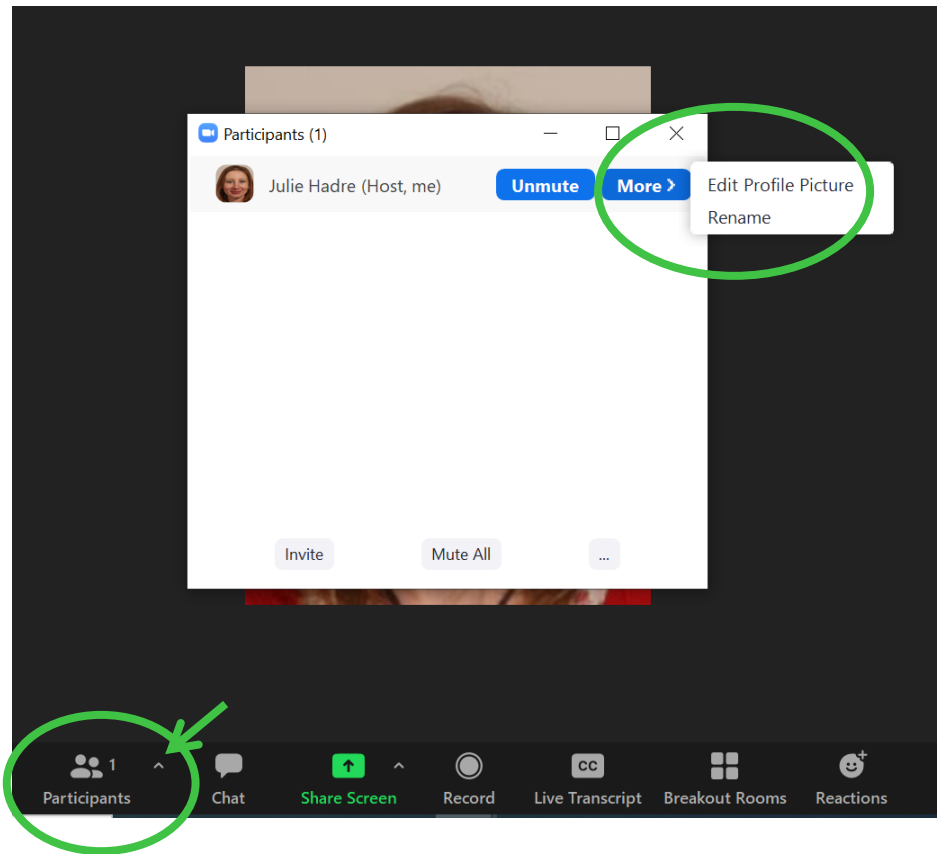 Participants (1)
Julie Hadre (Host, me)
Unmute
More
Edit Profile Picture
Rename
Invite
Mute All
...
1
Participants
Chat
Share Screen
Record
CC
Live Transcript
Breakout Rooms
Reactions